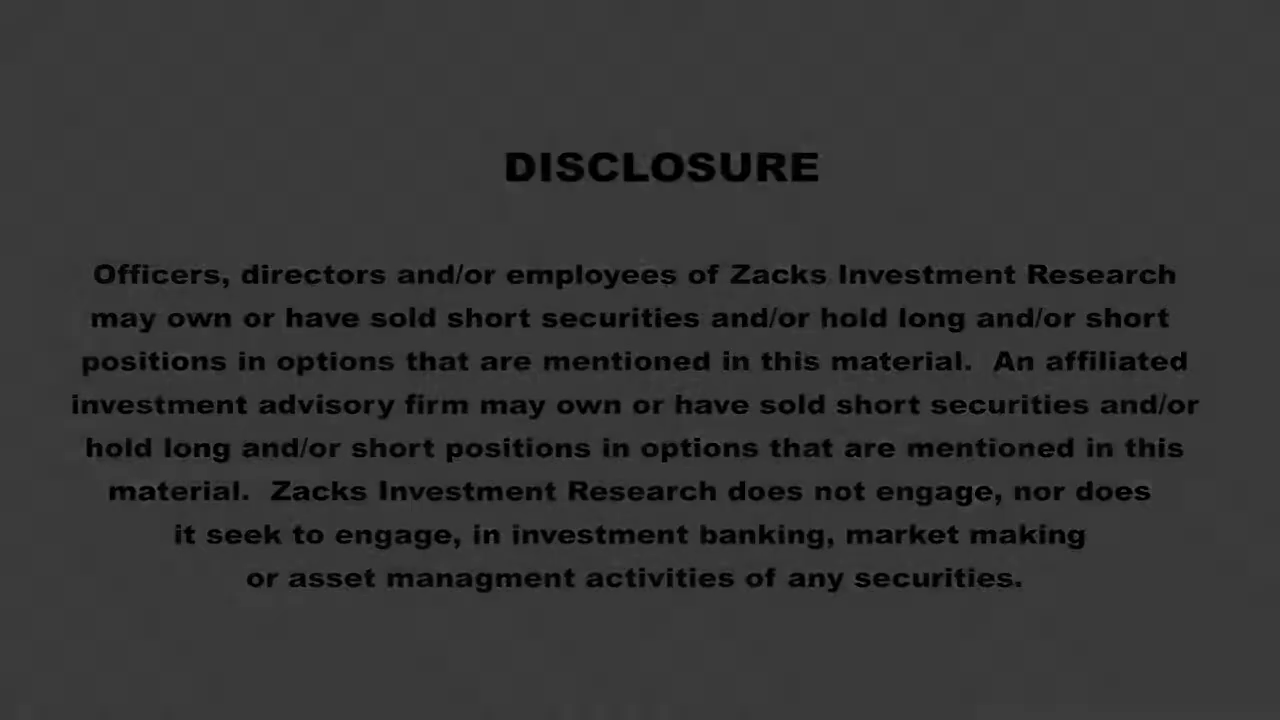 DISCLOSURE
Officers, directors and/or employees of Zacks Investment Research
may own or have sold short securities and/or hold long and/or short
positions in options that are mentioned in this material.  An affiliated
investment advisory firm may own or have sold short securities and/or
hold long and/or short positions in options that are mentioned in this
material.  Zacks Investment Research does not engage, nor does
it seek to engage, in investment banking, market making
or asset managment activities of any securities.